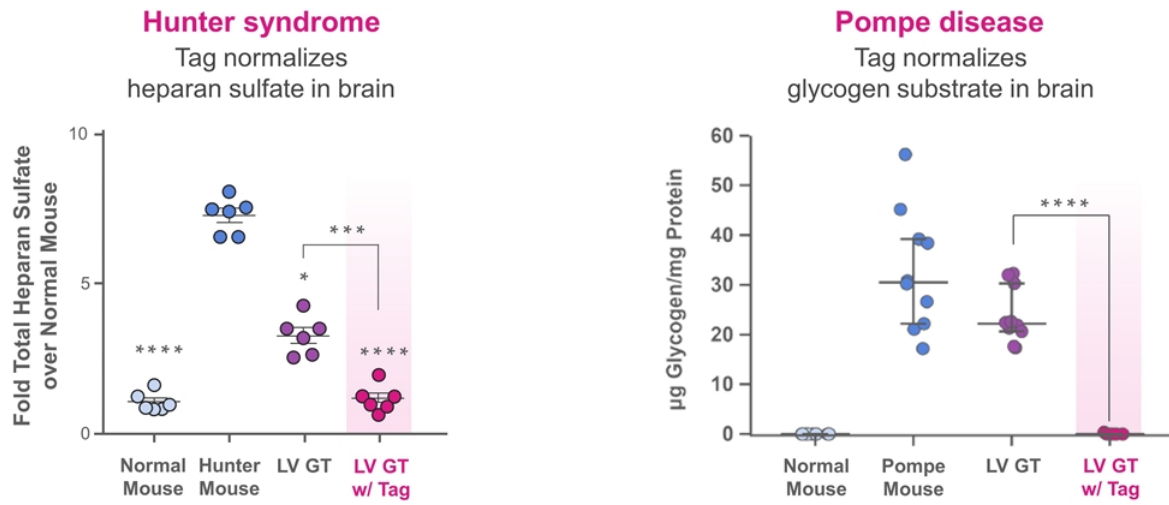 Hunter syndrome
Tag normalizes
heparan sulfate in brain
Fold Total Heparan Sulfate
over Normal Mouse
10
5
0
****
*
***
****
Normal
Mouse
Hunter
Mouse
LV GT
LV GT
w/ Tag
Pompe disease
Tag normalizes
glycogen substrate in brain
µg Glycogen/mg Protein
60
50
40
30
20
10
0
****
Normal
Mouse
Pompe
Mouse
LV GT
LV GT
w/ Tag